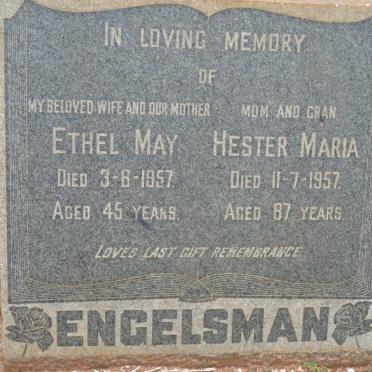 IN LOVING MEMORY
OF
MY BELOVED WIFE AND OUR MOTHER
ETHEL MAY
DIED 3-6-1957.
AGED 45 YEARS.
MOM AND GRAN
HESTER MARIA
DIED 11-7-1957.
AGED 87 YEARS.
LOVES LAST GIFT REMEMBRANCE.
ENGELSMAN